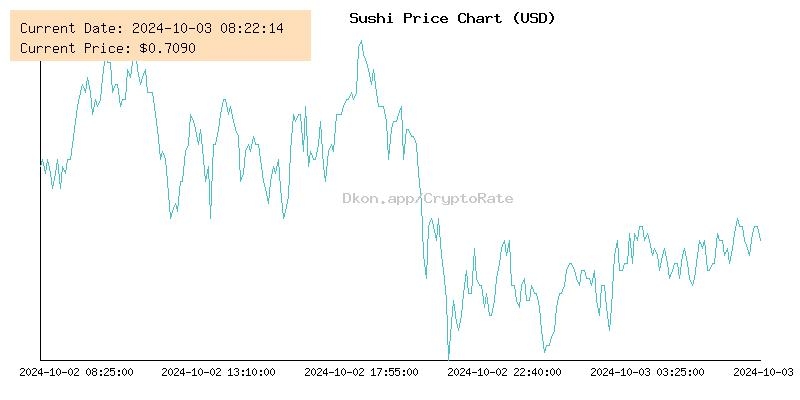 Sushi Price Chart (USD)
Current Date: 2024-10-03 08:22:14
Current Price: $0.7090
Dkon.app/CryptoRate
2024-10-02 08:25:00 2024-10-02 13:10:00 2024-10-02 17:55:00 2024-10-02 22:40:00 2024-10-03 03:25:00 2024-10-03